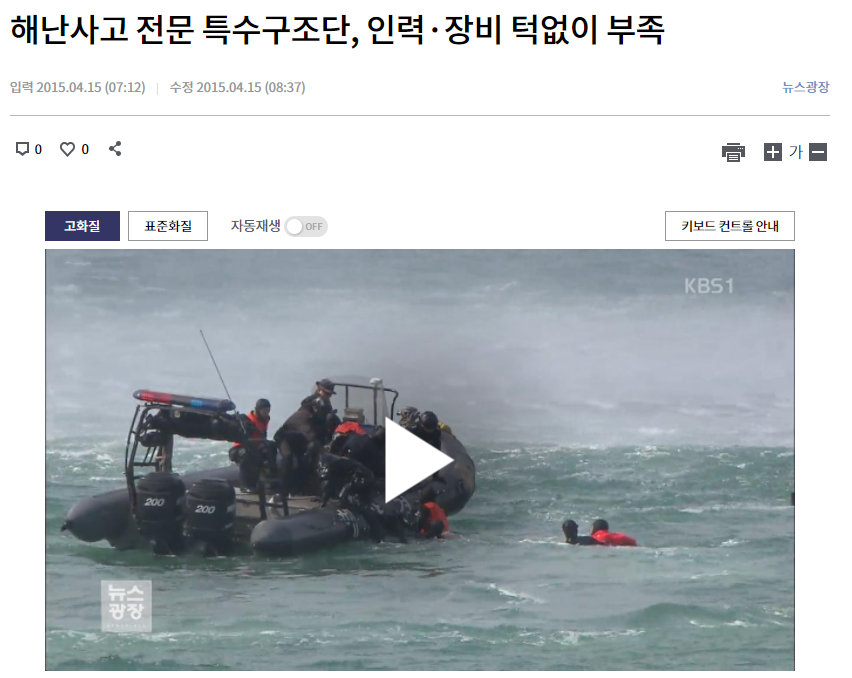 해난사고 전문 특수구조단, 인력·장비 턱없이 부족
입력 2015.04.15 (07:12) 수정 2015.04.15 (08:37) 뉴스광장
0 0 가
고화질 표준화질 자동재생 OFF 키보드 컨트롤 안내
KBS1
200 200
뉴스
광장